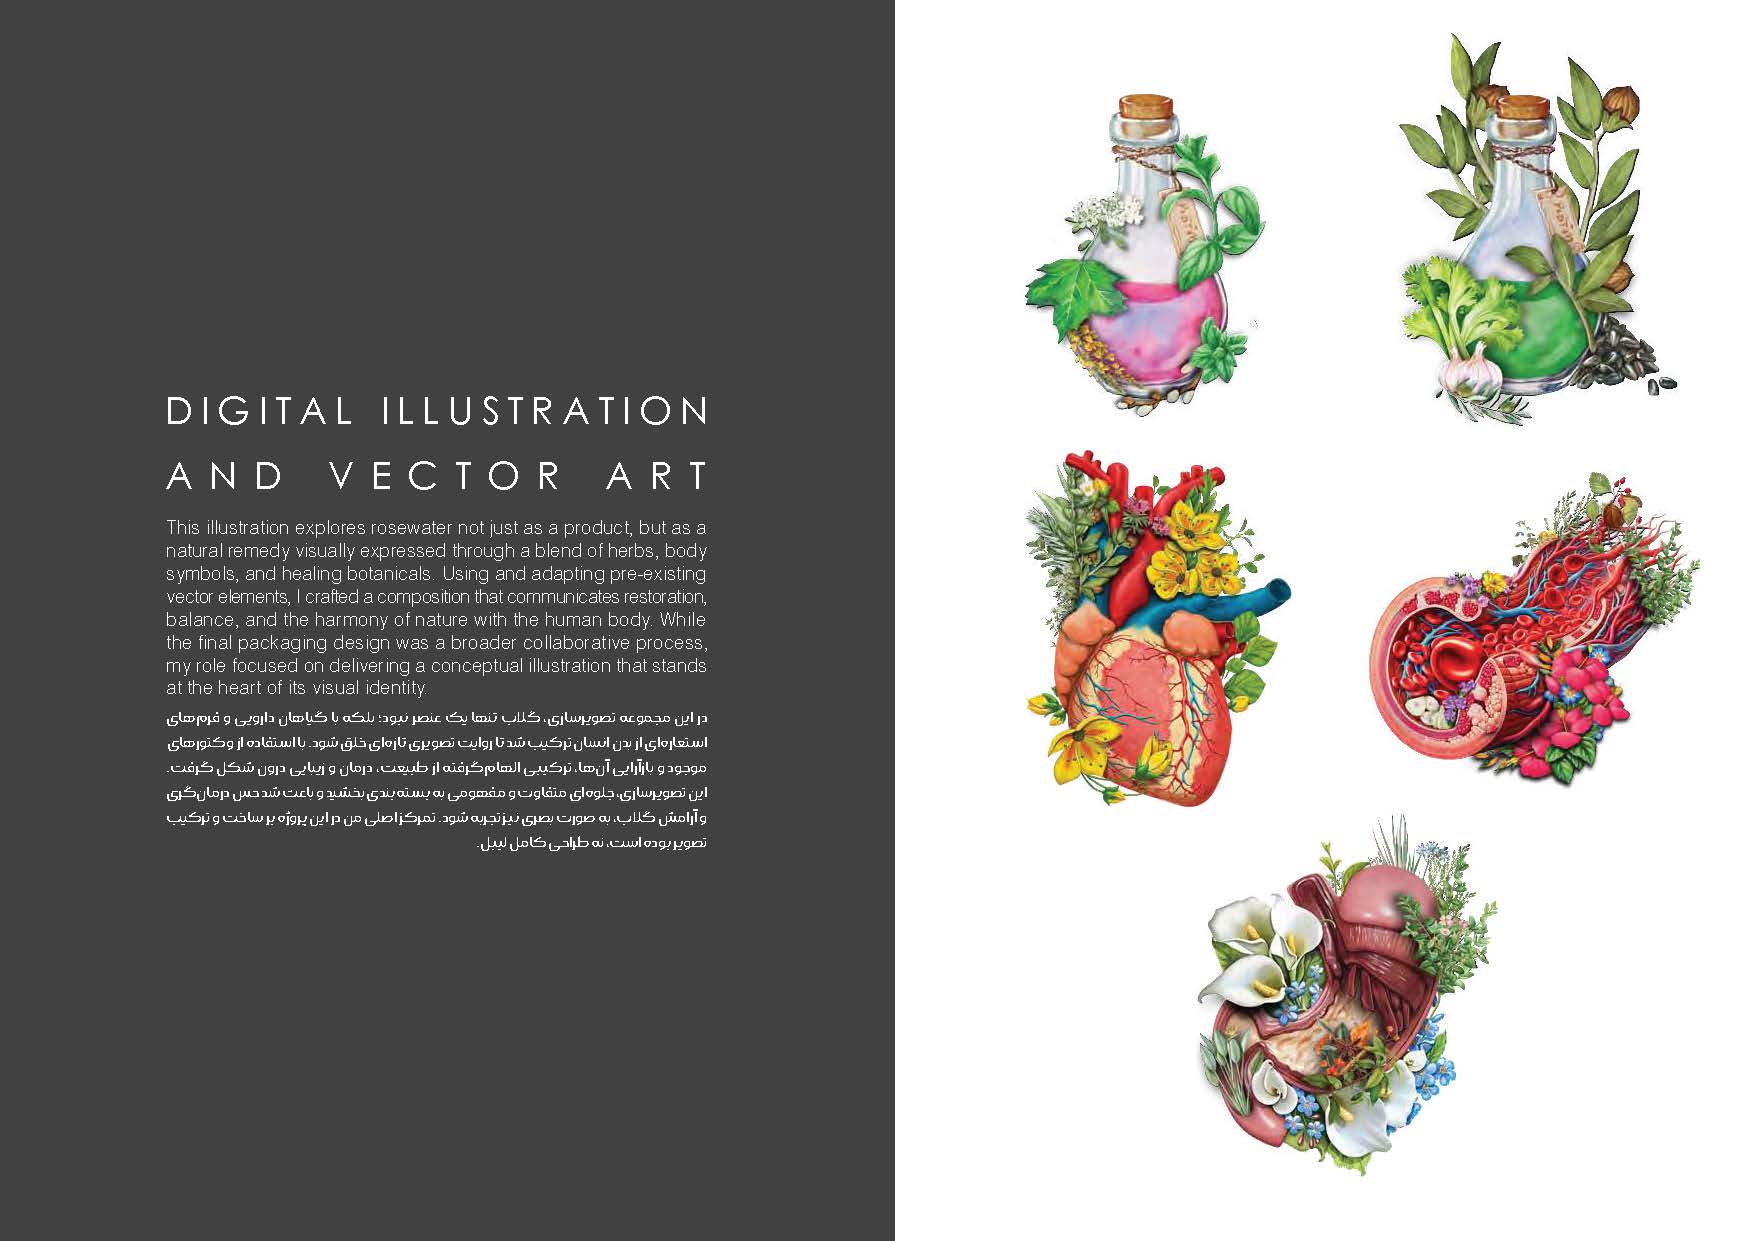 DIGITAL ILLUSTRATION
AND VECTOR ART
This illustration explores rosewater not just as a product, but as a
natural remedy visually expressed through a blend of herbs, body
symbols, and healing botanicals. Using and adapting pre-existing
vector elements, I crafted a composition that communicates restoration,
balance, and the harmony of nature with the human body. While
the final packaging design was a broader collaborative process,
my role focused on delivering a conceptual illustration that stands
at the heart of its visual identity.
در این مجموعه تصویرسازی، گلاب تنها یک عنصر نبود؛ بلکه با گیاهان دارویی و فرم‌های
استعاره‌ای از بدن انسان ترکیب شد تا روایت تصویری تازه‌ای خلق شود. با استفاده از وکتورهای
موجود و بازآرایی آن‌ها، ترکیبی الهام‌گرفته از طبیعت، درمان و زیبایی درون شکل گرفت.
این تصویرسازی، جلوه‌ای متفاوت و مفهومی به بسته‌بندی بخشید و باعث شد حس درمان‌گری
و آرامش گلاب، به صورت بصری نیز تجربه شود. تمرکز اصلی من در این پروژه بر ساخت و ترکیب
تصویر بوده است، نه طراحی کامل لیبل.